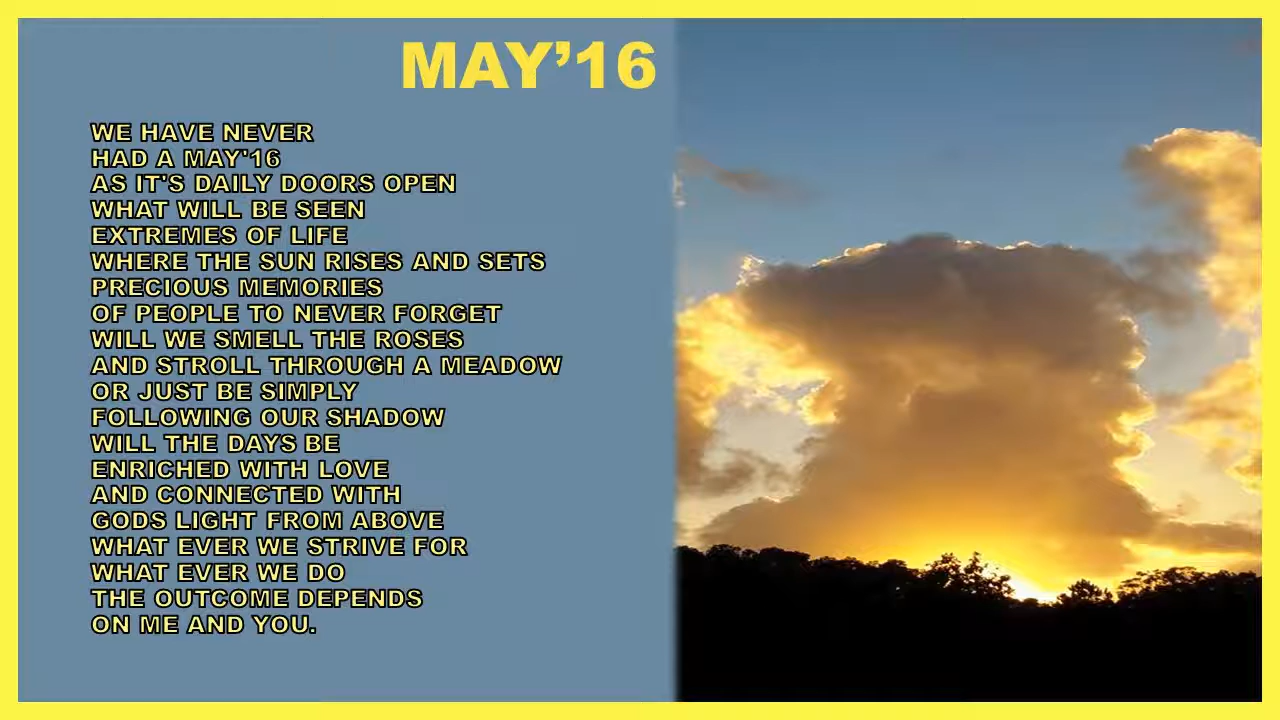 MAY’16
WE HAVE NEVER
HAD A MAY'16
AS IT'S DAILY DOORS OPEN
WHAT WILL BE SEEN
EXTREMES OF LIFE
WHERE THE SUN RISES AND SETS
PRECIOUS MEMORIES
OF PEOPLE TO NEVER FORGET
WILL WE SMELL THE ROSES
AND STROLL THROUGH A MEADOW
OR JUST BE SIMPLY
FOLLOWING OUR SHADOW
WILL THE DAYS BE
ENRICHED WITH LOVE
AND CONNECTED WITH
GODS LIGHT FROM ABOVE
WHAT EVER WE STRIVE FOR
WHAT EVER WE DO
THE OUTCOME DEPENDS
ON ME AND YOU.